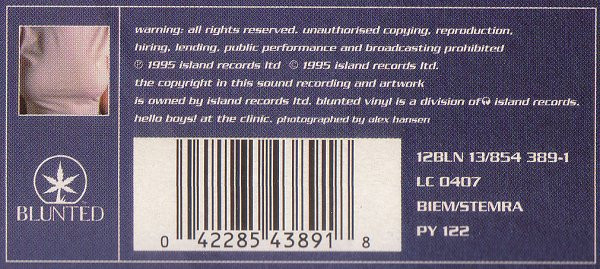 warning: all rights reserved. unauthorised copying, reproduction,
hiring, lending, public performance and broadcasting prohibited
℗ 1995 island records ltd © 1995 island records ltd.
the copyright in this sound recording and artwork
is owned by island records ltd. blunted vinyl is a division of island records.
hello boys! at the clinic. photographed by alex hansen
BLUNTED
0 42285 43891 8
12BLN 13/854 389-1
LC 0407
BIEM/STEMRA
PY 122